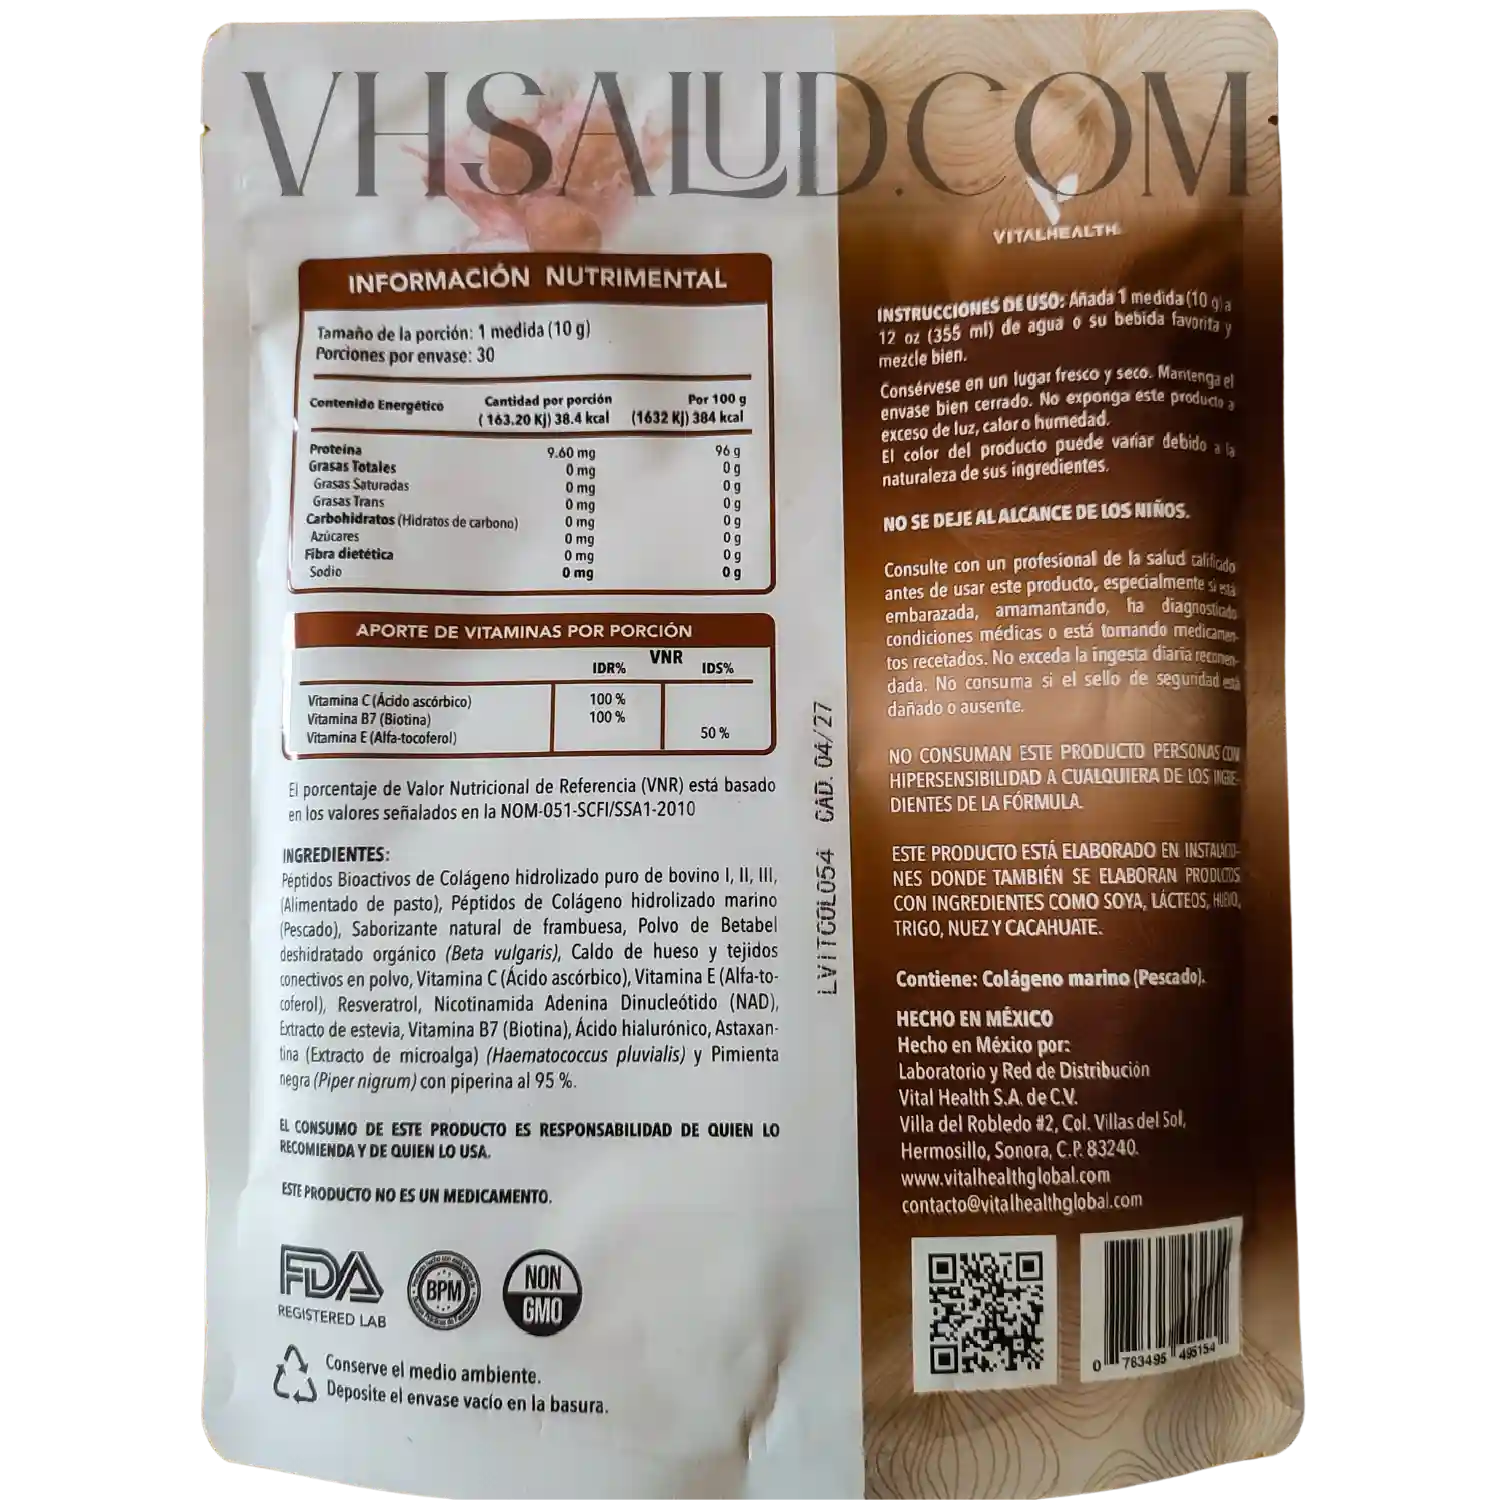 VHSALUD.COM
INFORMACIÓN NUTRIMENTAL
Tamaño de la porción: 1 medida (10 g)
Porciones por envase: 30
Contenido Energético
Cantidad por porción
Por 100 g
( 163.20 Kj) 38.4 kcal
(1632 Kj) 384 kcal
Proteína 9.60 mg 96 g
Grasas Totales 0 mg 0 g
Grasas Saturadas 0 mg 0 g
Grasas Trans 0 mg 0 g
Carbohidratos (Hidratos de carbono) 0 mg 0 g
Azúcares 0 mg 0 g
Fibra dietética 0 mg 0 g
Sodio 0 mg 0 g
APORTE DE VITAMINAS POR PORCIÓN
VNR
IDR% IDS%
Vitamina C (Ácido ascórbico) 100 %
Vitamina B7 (Biotina) 100 %
Vitamina E (Alfa-tocoferol) 50 %
El porcentaje de Valor Nutricional de Referencia (VNR) está basado
en los valores señalados en la NOM-051-SCFI/SSA1-2010
INGREDIENTES:
Péptidos Bioactivos de Colágeno hidrolizado puro de bovino I, II, III,
(Alimentado de pasto), Péptidos de Colágeno hidrolizado marino
(Pescado), Saborizante natural de frambuesa, Polvo de Betabel
deshidratado orgánico (Beta vulgaris), Caldo de hueso y tejidos
conectivos en polvo, Vitamina C (Ácido ascórbico), Vitamina E (Alfa-to-
coferol), Resveratrol, Nicotinamida Adenina Dinucleótido (NAD),
Extracto de estevia, Vitamina B7 (Biotina), Ácido hialurónico, Astaxan-
tina (Extracto de microalga) (Haematococcus pluvialis) y Pimienta
negra (Piper nigrum) con piperina al 95 %.
EL CONSUMO DE ESTE PRODUCTO ES RESPONSABILIDAD DE QUIEN LO
RECOMIENDA Y DE QUIEN LO USA.
ESTE PRODUCTO NO ES UN MEDICAMENTO.
FDA
REGISTERED LAB
BPM
NON
GMO
Conserve el medio ambiente.
Deposite el envase vacío en la basura.
LVITCOL054 CAD. 04/27
VITALHEALTH
INSTRUCCIONES DE USO: Añada 1 medida (10 g) a
12 oz (355 ml) de agua o su bebida favorita y
mezcle bien.
Consérvese en un lugar fresco y seco. Mantenga el
envase bien cerrado. No exponga este producto a
exceso de luz, calor o humedad.
El color del producto puede variar debido a la
naturaleza de sus ingredientes.
NO SE DEJE AL ALCANCE DE LOS NIÑOS.
Consulte con un profesional de la salud calificado
antes de usar este producto, especialmente si está
embarazada, amamantando, ha diagnosticado
condiciones médicas o está tomando medicamen-
tos recetados. No exceda la ingesta diaria recomen-
dada. No consuma si el sello de seguridad está
dañado o ausente.
NO CONSUMAN ESTE PRODUCTO PERSONAS CON
HIPERSENSIBILIDAD A CUALQUIERA DE LOS INGRE-
DIENTES DE LA FÓRMULA.
ESTE PRODUCTO ESTÁ ELABORADO EN INSTALACIO-
NES DONDE TAMBIÉN SE ELABORAN PRODUCTOS
CON INGREDIENTES COMO SOYA, LÁCTEOS, HUEVO,
TRIGO, NUEZ Y CACAHUATE.
Contiene: Colágeno marino (Pescado).
HECHO EN MÉXICO
Hecho en México por:
Laboratorio y Red de Distribución
Vital Health S.A. de C.V.
Villa del Robledo #2, Col. Villas del Sol,
Hermosillo, Sonora, C.P. 83240.
www.vitalhealthglobal.com
contacto@vitalhealthglobal.com
0 783495 495154